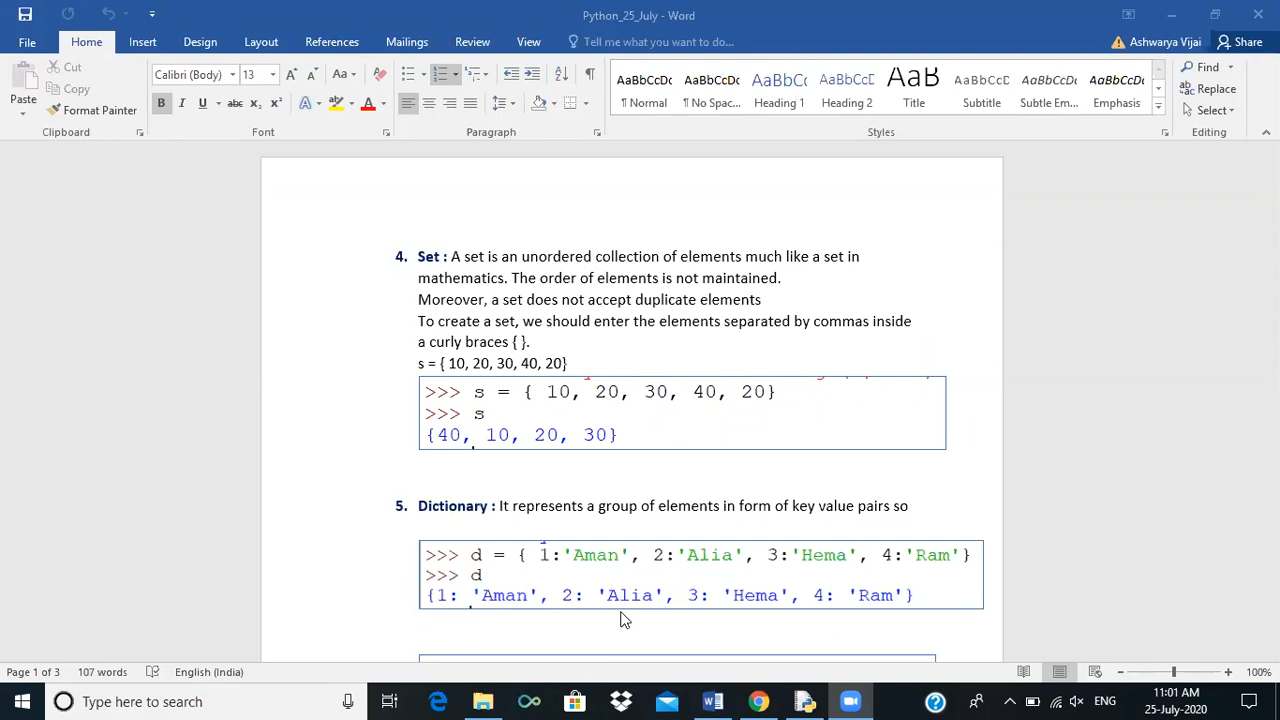 Python_25_July - Word
File Home Insert Design Layout References Mailings Review View Tell me what you want to do... Ashwarya Vijai Share
Cut
Copy
Format Painter
Paste
Calibri (Body) 13
Clipboard Font Paragraph Styles Editing
AaBbCcDc AaBbCcDc AaBbCc AaBbCcC AaB AaBbCcD AaBbCcDc AaBbCcDc
¶ Normal ¶ No Spac... Heading Heading 2 Title Subtitle Subtle Em... Emphasis
Find
Replace
Select
4. Set : A set is an unordered collection of elements much like a set in
mathematics. The order of elements is not maintained.
Moreover, a set does not accept duplicate elements
To create a set, we should enter the elements separated by commas inside
a curly braces { }.
s = { 10, 20, 30, 40, 20}
>>> s = { 10, 20, 30, 40, 20}
>>> s
{40, 10, 20, 30}
5. Dictionary : It represents a group of elements in form of key value pairs so
>>> d = { 1:'Aman', 2:'Alia', 3:'Hema', 4:'Ram'}
>>> d
{1: 'Aman', 2: 'Alia', 3: 'Hema', 4: 'Ram'}
Page 1 of 3 107 words English (India) 100%
Type here to search ENG
11:01 AM
25-July-2020